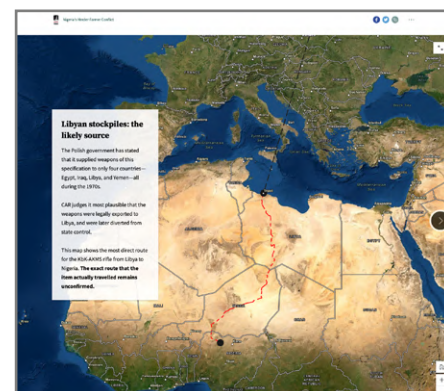 Nigeria's Herder-Farmer Conflict
Libyan stockpiles: the
likely source
The Polish government has stated
that it supplied weapons of this
specification to only four countries—
Egypt, Iraq, Libya, and Yemen—all
during the 1970s.
CAR judges it most plausible that the
weapons were legally exported to
Libya, and were later diverted from
state control.
This map shows the most direct route
for the KbK-AKMS rifle from Libya to
Nigeria. The exact route that the
item actually travelled remains
unconfirmed.